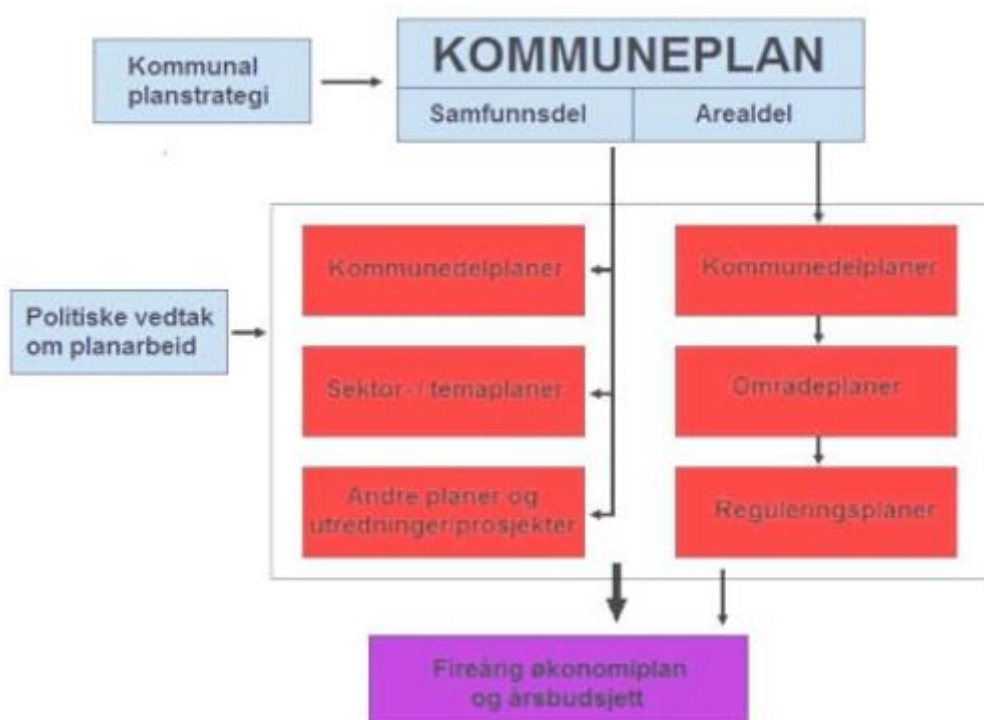 Kommunal
planstrategi
KOMMUNEPLAN
Samfunnsdel
Arealdel
Politiske vedtak
om planarbeid
Kommunedelplaner
Kommunedelplaner
Sektor- / temaplaner
Områdeplaner
Andre planer og
utredninger/prosjekter
Reguleringsplaner
Fireårig økonomiplan
og årsbudsjett